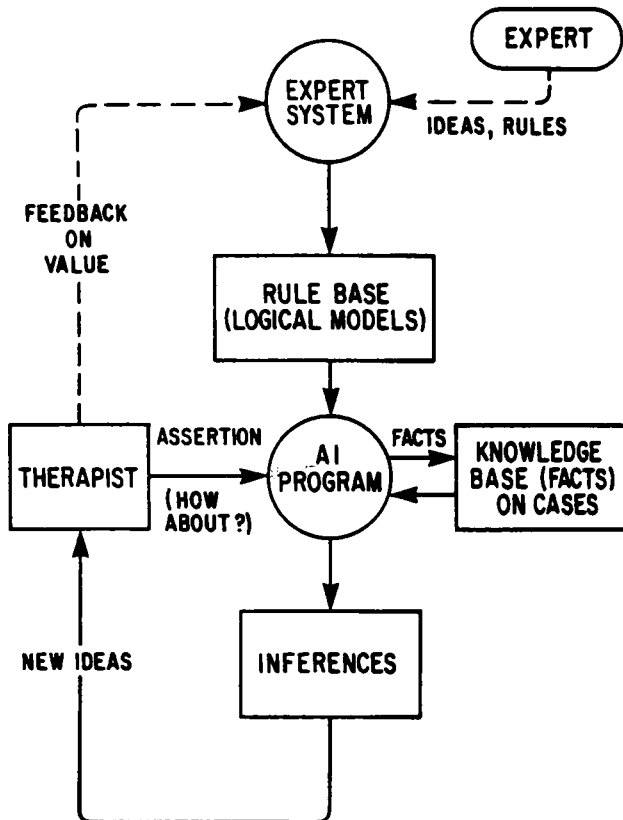 EXPERT
EXPERT
SYSTEM
IDEAS, RULES
FEEDBACK
ON
VALUE
RULE BASE
(LOGICAL MODELS)
ASSERTION
(HOW
ABOUT?)
THERAPIST
AI
PROGRAM
FACTS
KNOWLEDGE
BASE (FACTS)
ON CASES
NEW IDEAS
INFERENCES